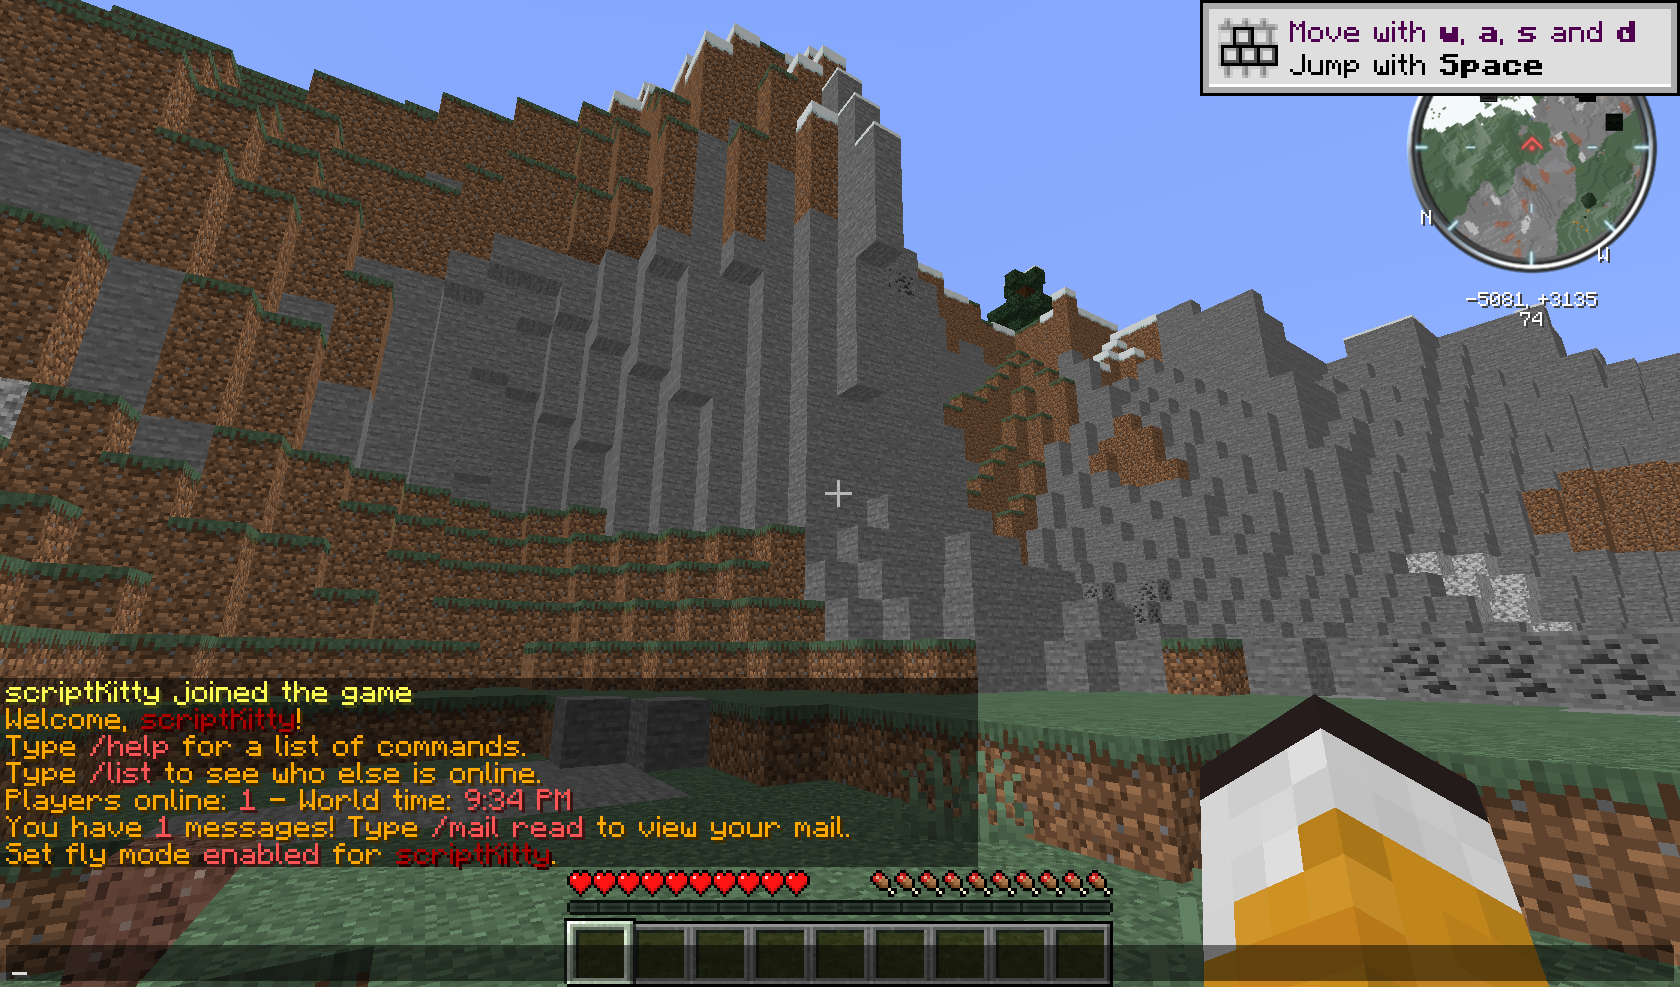 Move with w, a, s and d
Jump with Space
N
W
-5081, +3135
74
scriptKitty joined the game
Welcome, scriptKitty!
Type /help for a list of commands.
Type /list to see who else is online.
Players online: 1 - World time: 9:34 PM
You have 1 messages! Type /mail read to view your mail.
Set fly mode enabled for scriptKitty.
_